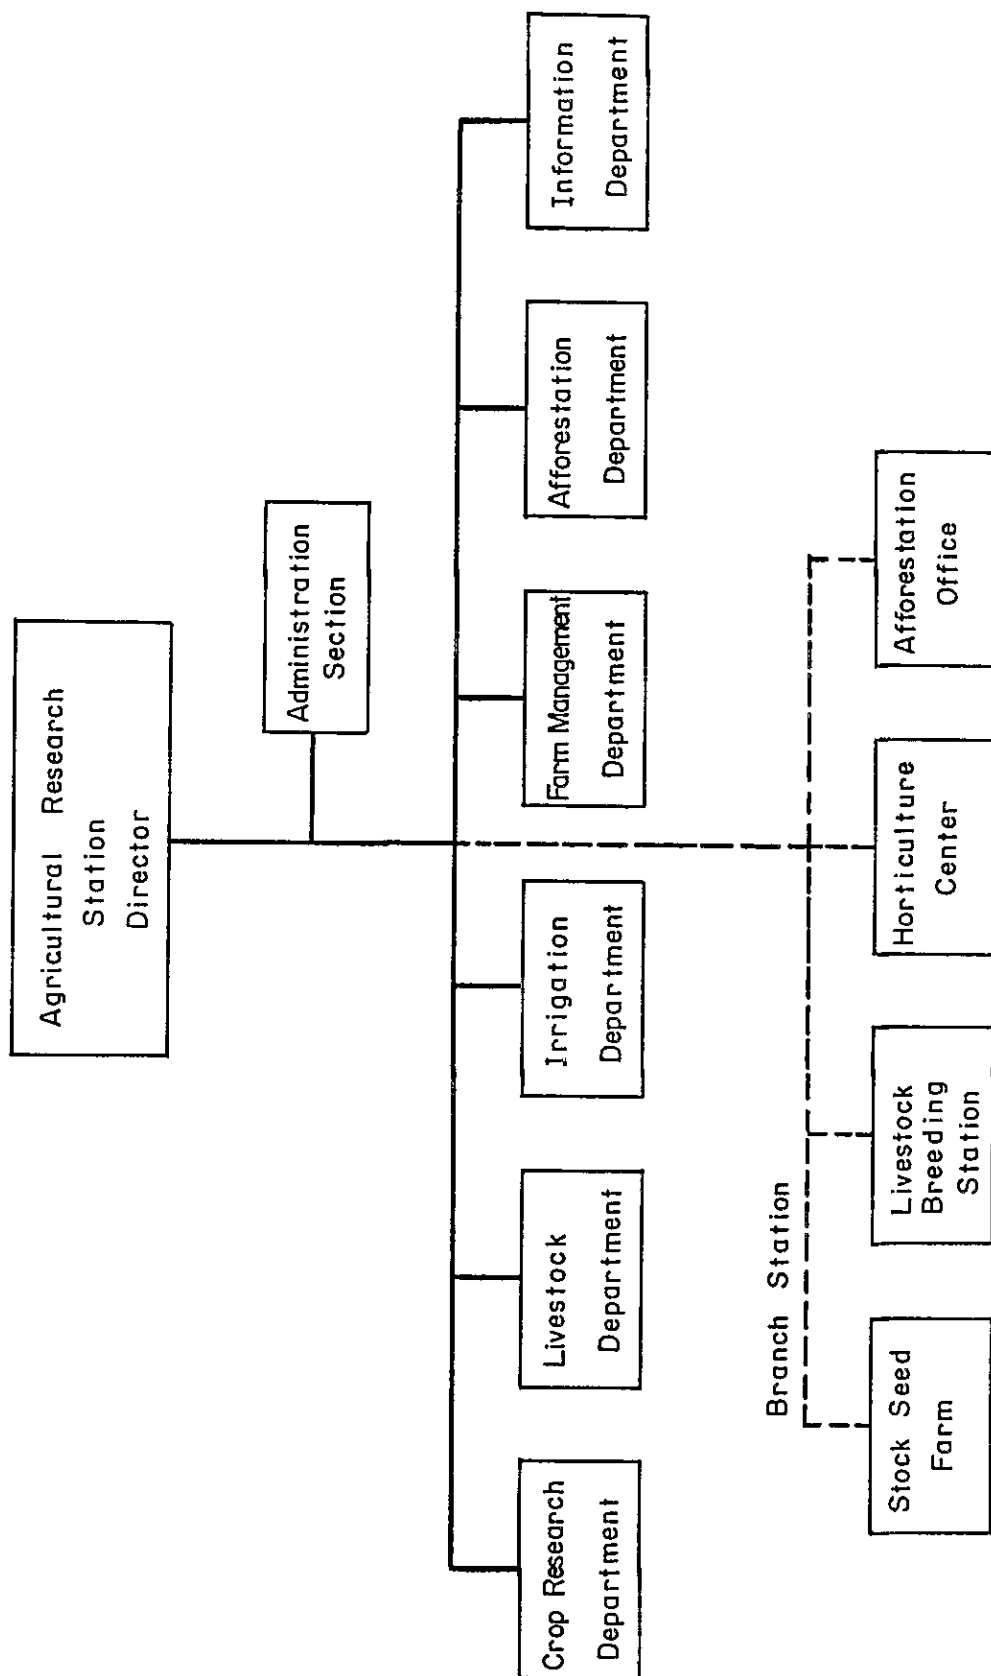 Agricultural Research
Station
Director
Administration
Section
Crop Research
Department
Livestock
Department
Irrigation
Department
Farm Management
Department
Afforestation
Department
Information
Department
Branch Station
Stock Seed
Farm
Livestock
Breeding
Station
Horticulture
Center
Afforestation
Office